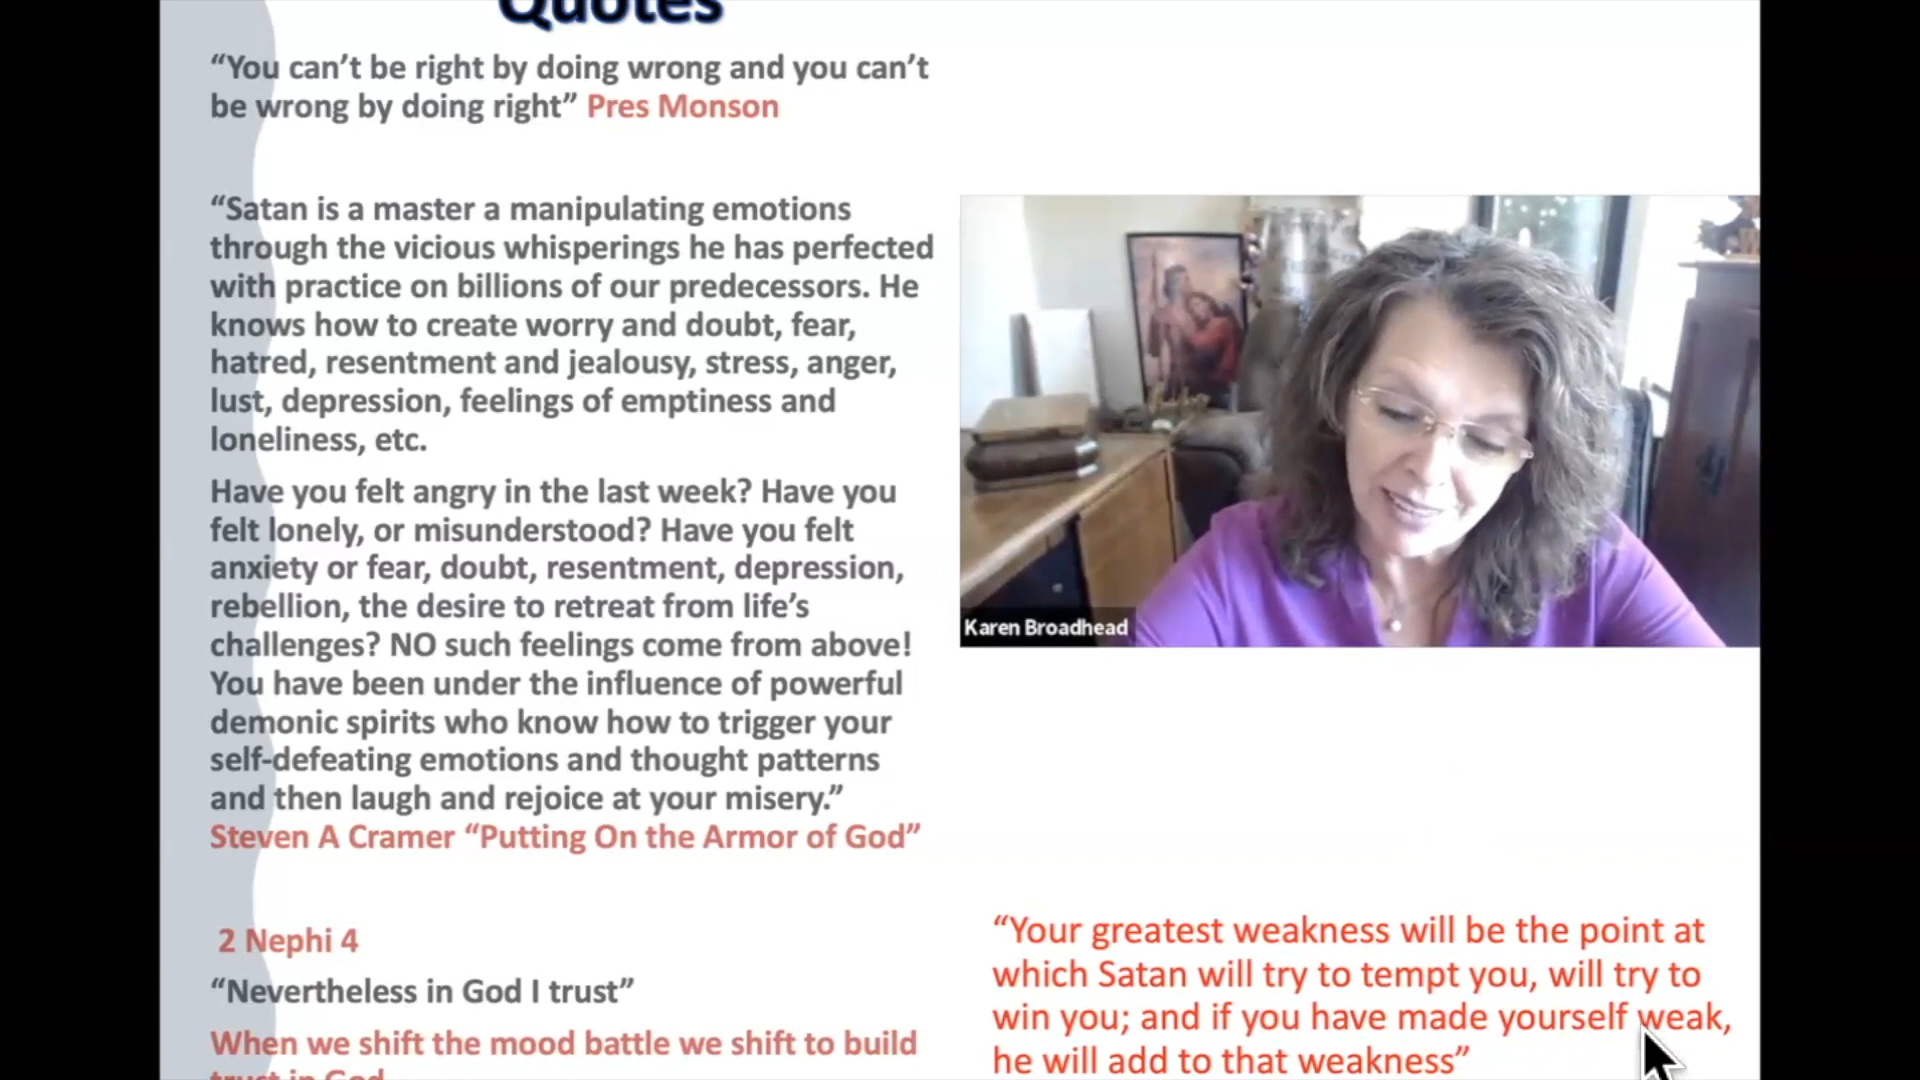 Quotes
“You can’t be right by doing wrong and you can’t
be wrong by doing right” Pres Monson
“Satan is a master a manipulating emotions
through the vicious whisperings he has perfected
with practice on billions of our predecessors. He
knows how to create worry and doubt, fear,
hatred, resentment and jealousy, stress, anger,
lust, depression, feelings of emptiness and
loneliness, etc.
Have you felt angry in the last week? Have you
felt lonely, or misunderstood? Have you felt
anxiety or fear, doubt, resentment, depression,
rebellion, the desire to retreat from life’s
challenges? NO such feelings come from above!
You have been under the influence of powerful
demonic spirits who know how to trigger your
self-defeating emotions and thought patterns
and then laugh and rejoice at your misery.”
Steven A Cramer “Putting On the Armor of God”
2 Nephi 4
“Nevertheless in God I trust”
When we shift the mood battle we shift to build
trust in God
Karen Broadhead
“Your greatest weakness will be the point at
which Satan will try to tempt you, will try to
win you; and if you have made yourself weak,
he will add to that weakness”